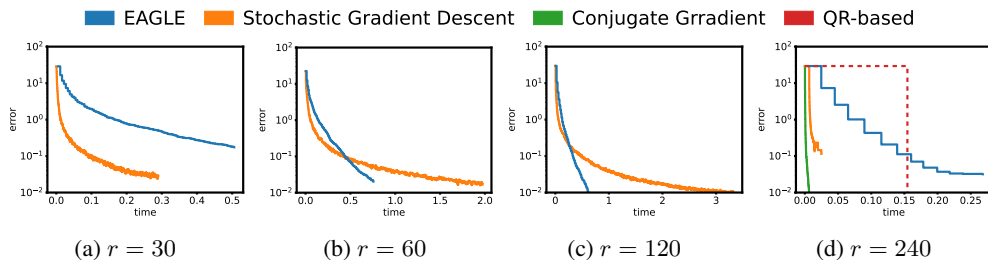 EAGLE Stochastic Gradient Descent Conjugate Grradient QR-based
10² 10¹ 10⁰ 10⁻¹ 10⁻²
error
0.0 0.1 0.2 0.3 0.4 0.5
time
(a) r = 30
10² 10¹ 10⁰ 10⁻¹ 10⁻²
error
0.0 0.5 1.0 1.5 2.0
time
(b) r = 60
10² 10¹ 10⁰ 10⁻¹ 10⁻²
error
0 1 2 3
time
(c) r = 120
10² 10¹ 10⁰ 10⁻¹ 10⁻²
error
0.00 0.05 0.10 0.15 0.20 0.25
time
(d) r = 240